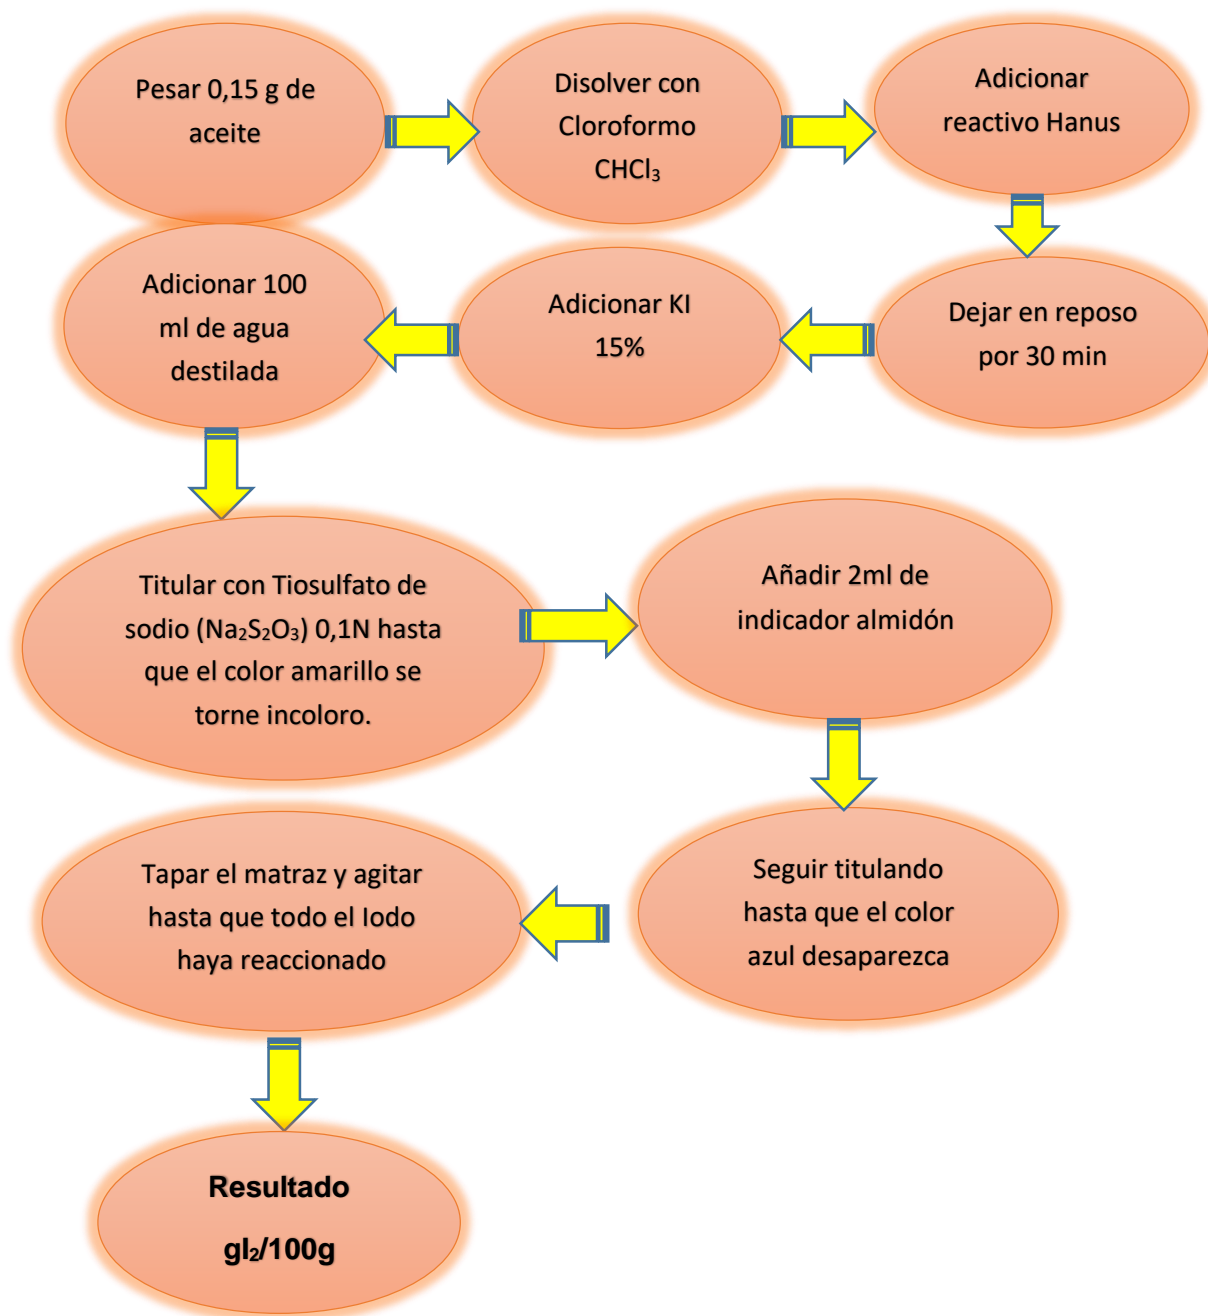 Pesar 0,15 g de
aceite
Disolver con
Cloroformo
CHCl₃
Adicionar
reactivo Hanus
Dejar en reposo
por 30 min
Adicionar KI
15%
Adicionar 100
ml de agua
destilada
Titular con Tiosulfato de
sodio (Na₂S₂O₃) 0,1N hasta
que el color amarillo se
torne incoloro.
Añadir 2ml de
indicador almidón
Seguir titulando
hasta que el color
azul desaparezca
Tapar el matraz y agitar
hasta que todo el Iodo
haya reaccionado
Resultado
gI₂/100g